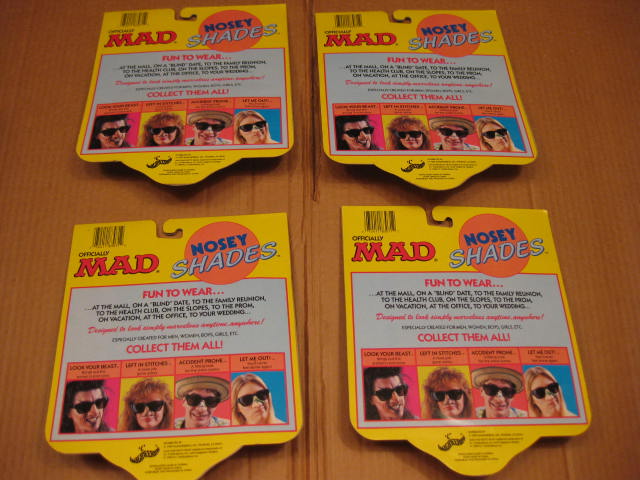 OFFICIALLY
MAD.
NOSEY
SHADES
FUN TO WEAR...
...AT THE MALL, ON A "BLIND" DATE, TO THE FAMILY REUNION,
TO THE HEALTH CLUB, ON THE SLOPES, TO THE PROM,
ON VACATION, AT THE OFFICE, TO YOUR WEDDING...
Designed to look simply marvelous anytime, anywhere!
ESPECIALLY CREATED FOR MEN, WOMEN, BOYS, GIRLS, ETC.
COLLECT THEM ALL!
LOOK YOUR BEAST... LEFT IN STITCHES... ACCIDENT PRONE... LET ME OUT!...
OFFICIALLY
MAD.
NOSEY
SHADES
FUN TO WEAR...
...AT THE MALL, ON A "BLIND" DATE, TO THE FAMILY REUNION,
TO THE HEALTH CLUB, ON THE SLOPES, TO THE PROM,
ON VACATION, AT THE OFFICE, TO YOUR WEDDING...
Designed to look simply marvelous anytime, anywhere!
ESPECIALLY CREATED FOR MEN, WOMEN, BOYS, GIRLS, ETC.
COLLECT THEM ALL!
LOOK YOUR BEAST... LEFT IN STITCHES... ACCIDENT PRONE... LET ME OUT!...
OFFICIALLY
MAD.
NOSEY
SHADES
FUN TO WEAR...
...AT THE MALL, ON A "BLIND" DATE, TO THE FAMILY REUNION,
TO THE HEALTH CLUB, ON THE SLOPES, TO THE PROM,
ON VACATION, AT THE OFFICE, TO YOUR WEDDING...
Designed to look simply marvelous anytime, anywhere!
ESPECIALLY CREATED FOR MEN, WOMEN, BOYS, GIRLS, ETC.
COLLECT THEM ALL!
LOOK YOUR BEAST... LEFT IN STITCHES... ACCIDENT PRONE... LET ME OUT!...
OFFICIALLY
MAD.
NOSEY
SHADES
FUN TO WEAR...
...AT THE MALL, ON A "BLIND" DATE, TO THE FAMILY REUNION,
TO THE HEALTH CLUB, ON THE SLOPES, TO THE PROM,
ON VACATION, AT THE OFFICE, TO YOUR WEDDING...
Designed to look simply marvelous anytime, anywhere!
ESPECIALLY CREATED FOR MEN, WOMEN, BOYS, GIRLS, ETC.
COLLECT THEM ALL!
LOOK YOUR BEAST... LEFT IN STITCHES... ACCIDENT PRONE... LET ME OUT!...